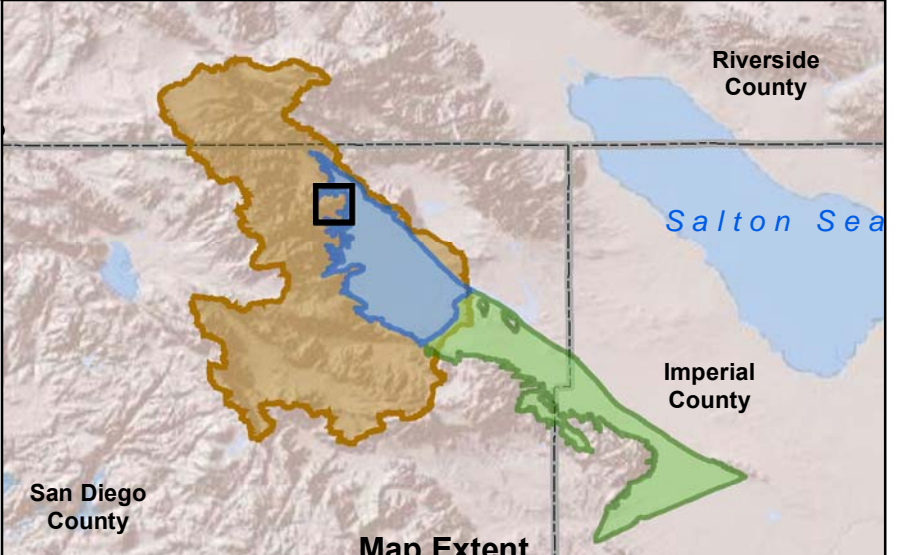 Riverside
County
Salton Sea
Imperial
County
San Diego
County
Map Extent